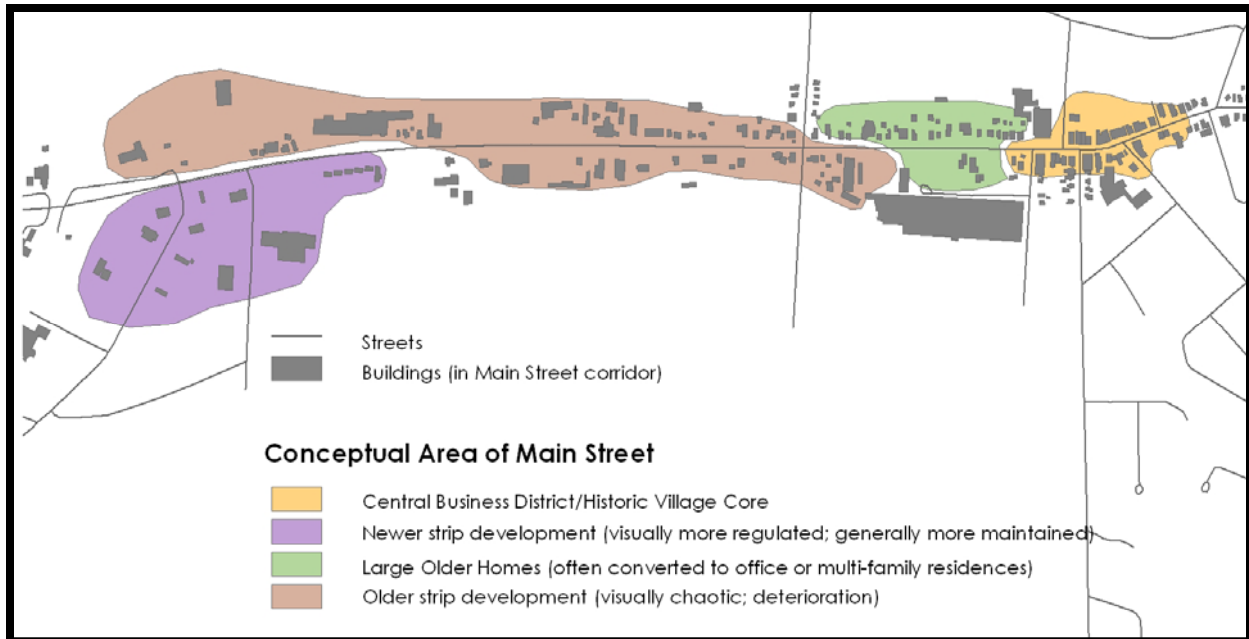 Streets
Buildings (in Main Street corridor)
Conceptual Area of Main Street
Central Business District/Historic Village Core
Newer strip development (visually more regulated; generally more maintained)
Large Older Homes (often converted to office or multi-family residences)
Older strip development (visually chaotic; deterioration)